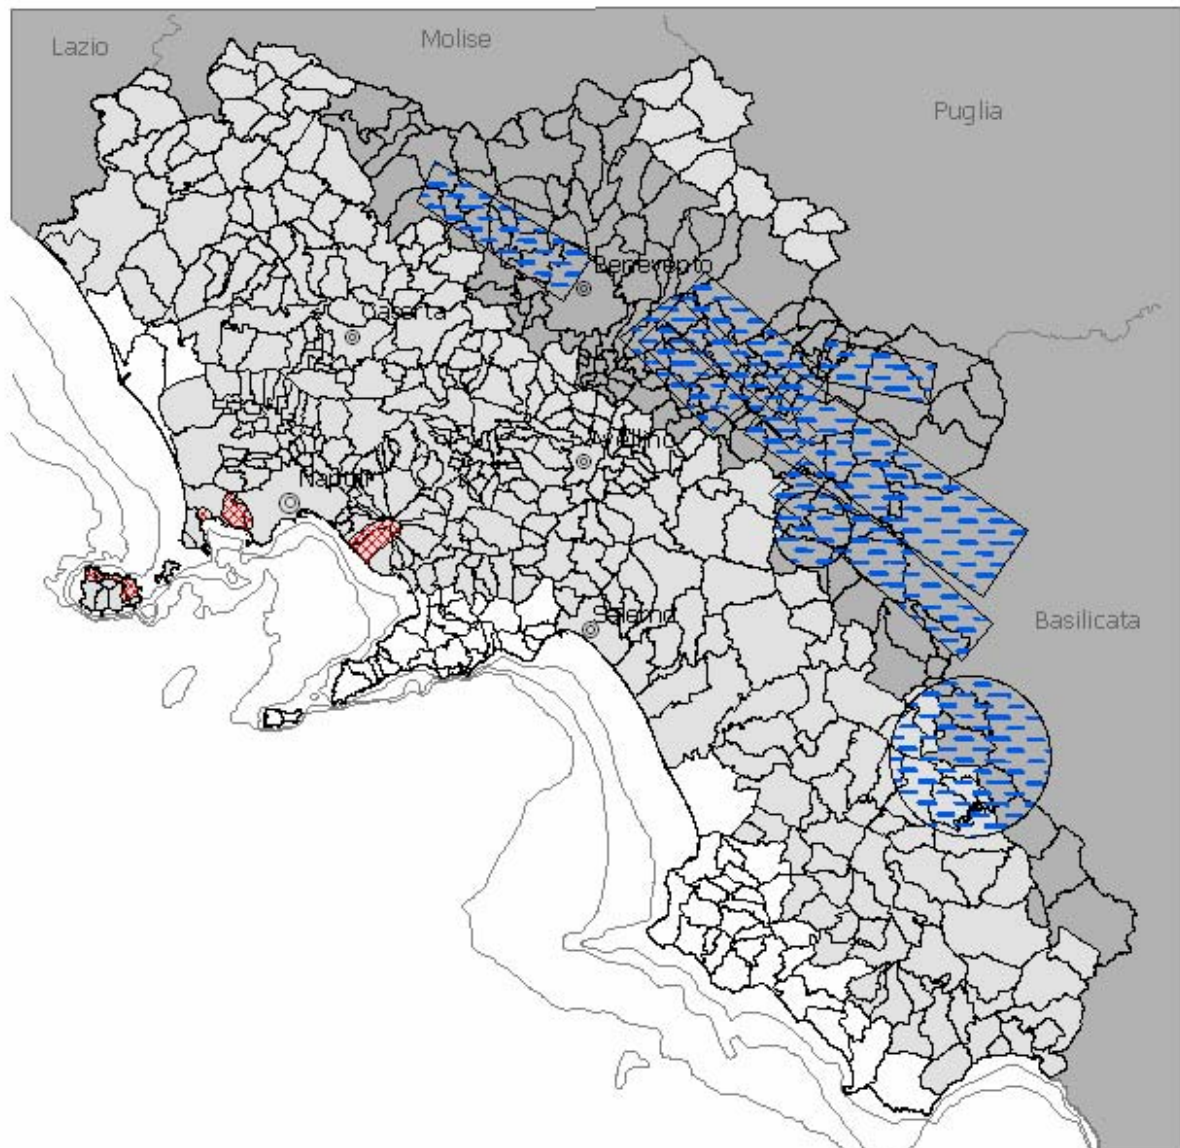 Lazio
Molise
Puglia
Benevento
Caserta
Avellino
Napoli
Salerno
Basilicata